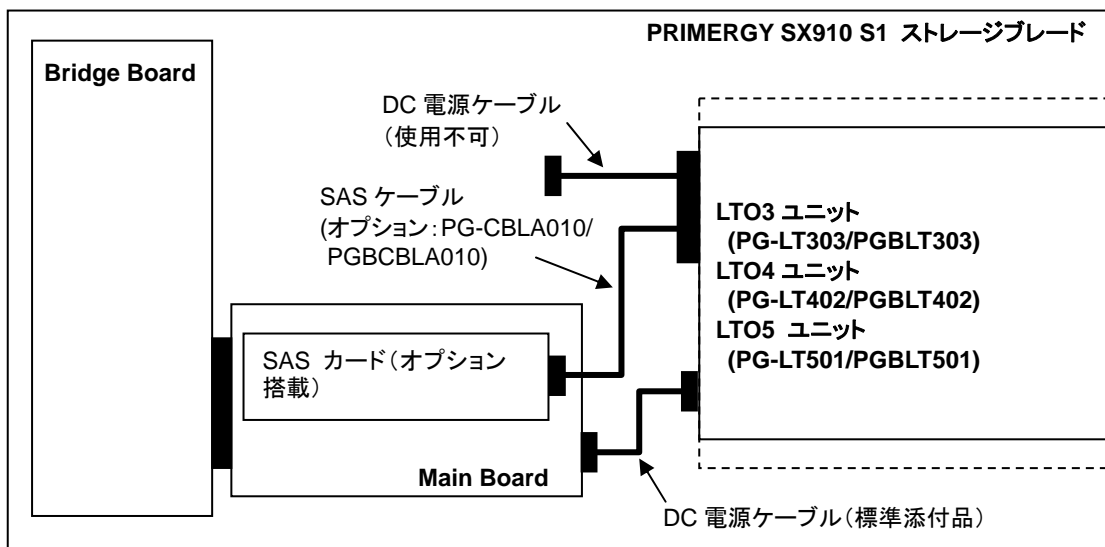 PRIMERGY SX910 S1 ストレージブレード
Bridge Board
DC 電源ケーブル
（使用不可）
SAS ケーブル
(オプション：PG-CBLA010/
PGBCBLA010)
LTO3 ユニット
(PG-LT303/PGBLT303)
LTO4 ユニット
(PG-LT402/PGBLT402)
LTO5 ユニット
(PG-LT501/PGBLT501)
SAS カード（オプション
搭載）
Main Board
DC 電源ケーブル（標準添付品）